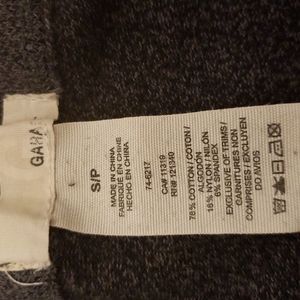 GARA
S/P
MADE IN CHINA
FABRIQUÉ EN CHINE
HECHO EN CHINA
74-6217
CA# 11319
RN# 121340
78% COTTON / COTON /
ALGODÓN
16% NYLON / NILÓN
6% SPANDEX
EXCLUSIVE OF TRIMS /
GARNITURES NON
COMPRISES / EXCLUYEN
DO AVIOS